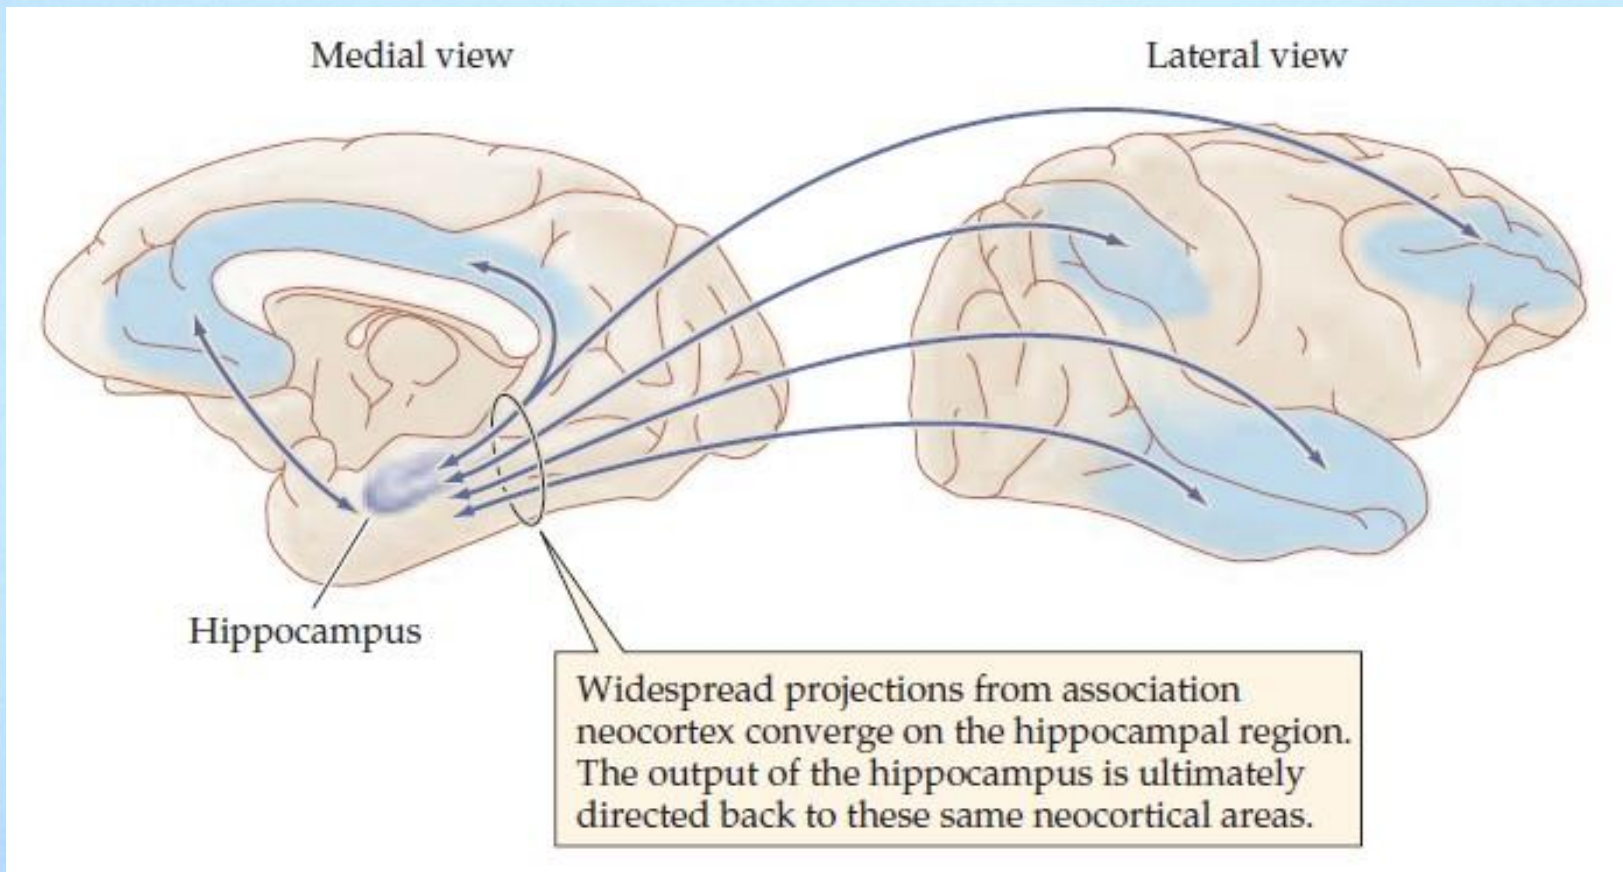 Medial view
Lateral view
Hippocampus
Widespread projections from association
neocortex converge on the hippocampal region.
The output of the hippocampus is ultimately
directed back to these same neocortical areas.